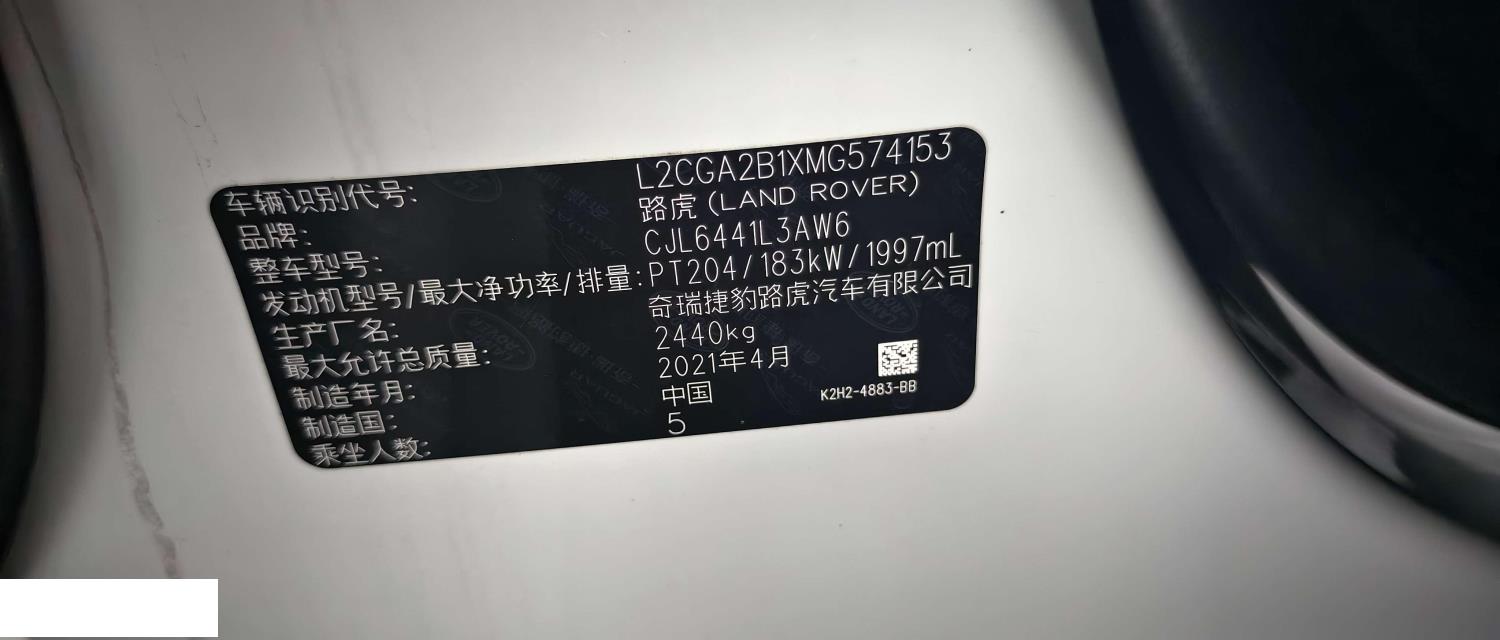 车辆识别代号: L2CGA2B1XMG574153
品牌: 路虎 (LAND ROVER)
整车型号: CJL6441L3AW6
发动机型号/最大净功率/排量: PT204/183kW/1997mL
生产厂名: 奇瑞捷豹路虎汽车有限公司
最大允许总质量: 2440kg
制造年月: 2021年4月
制造国: 中国
乘坐人数: 5
K2H2-4883-BB